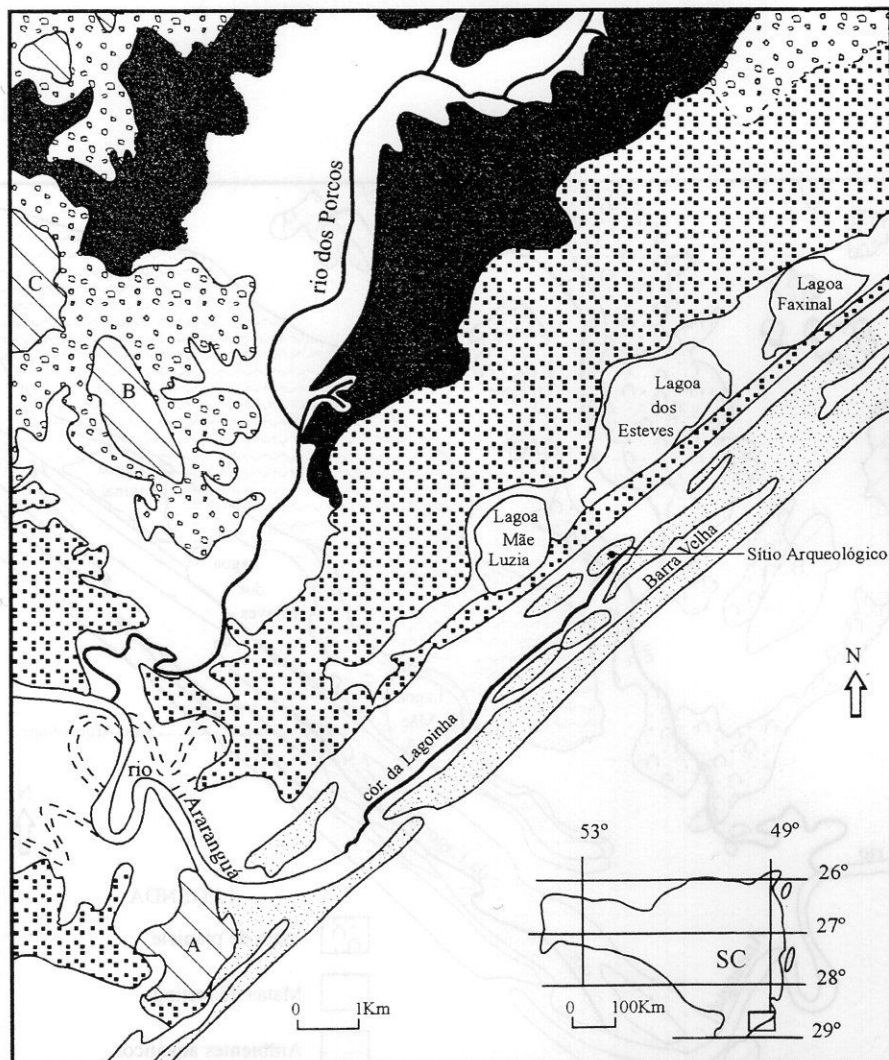 rio dos Porcos
C
B
Lagoa
Faxinal
Lagoa
dos
Esteves
Lagoa
Mãe
Luzia
Barra Velha
Sítio Arqueológico
N
cór. da Lagoinha
rio
Araranguá
A
0 1Km
53° 49°
26°
27°
SC
28°
0 100Km
29°